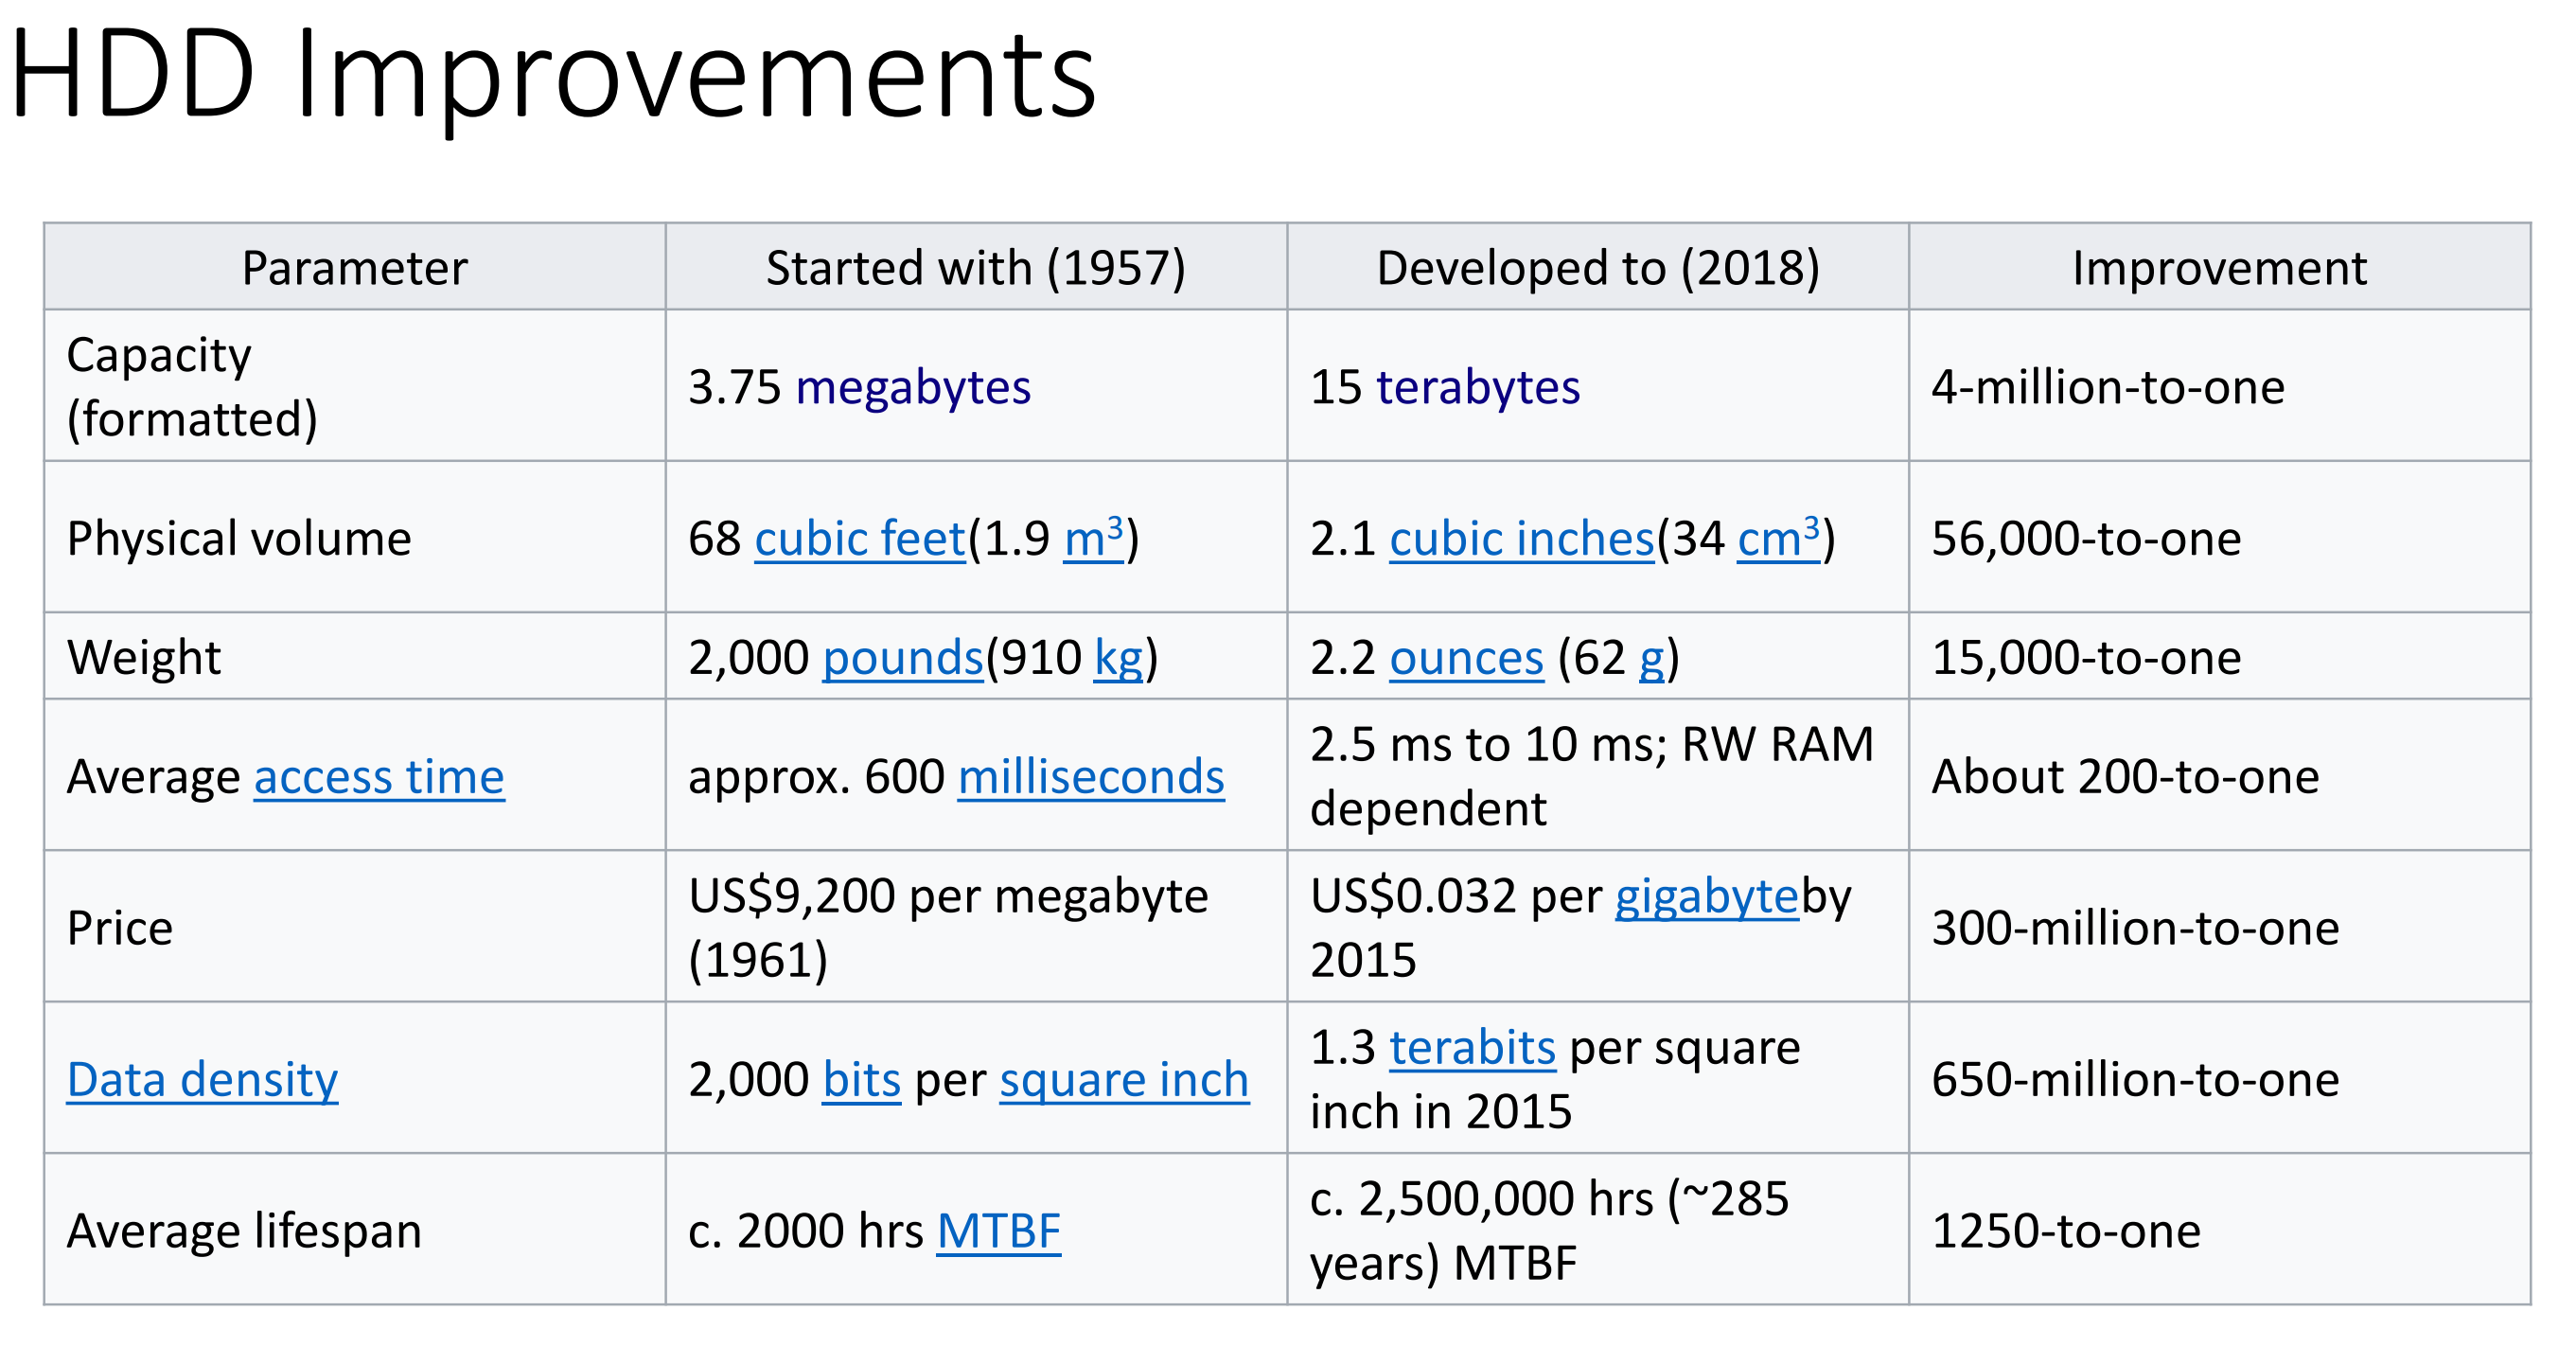 HDD Improvements
Parameter
Started with (1957)
Developed to (2018)
Improvement
Capacity
(formatted)
3.75 megabytes
15 terabytes
4-million-to-one
Physical volume
68 cubic feet(1.9 m³)
2.1 cubic inches(34 cm³)
56,000-to-one
Weight
2,000 pounds(910 kg)
2.2 ounces (62 g)
15,000-to-one
Average access time
approx. 600 milliseconds
2.5 ms to 10 ms; RW RAM
dependent
About 200-to-one
Price
US$9,200 per megabyte
(1961)
US$0.032 per gigabyteby
2015
300-million-to-one
Data density
2,000 bits per square inch
1.3 terabits per square
inch in 2015
650-million-to-one
Average lifespan
c. 2000 hrs MTBF
c. 2,500,000 hrs (~285
years) MTBF
1250-to-one